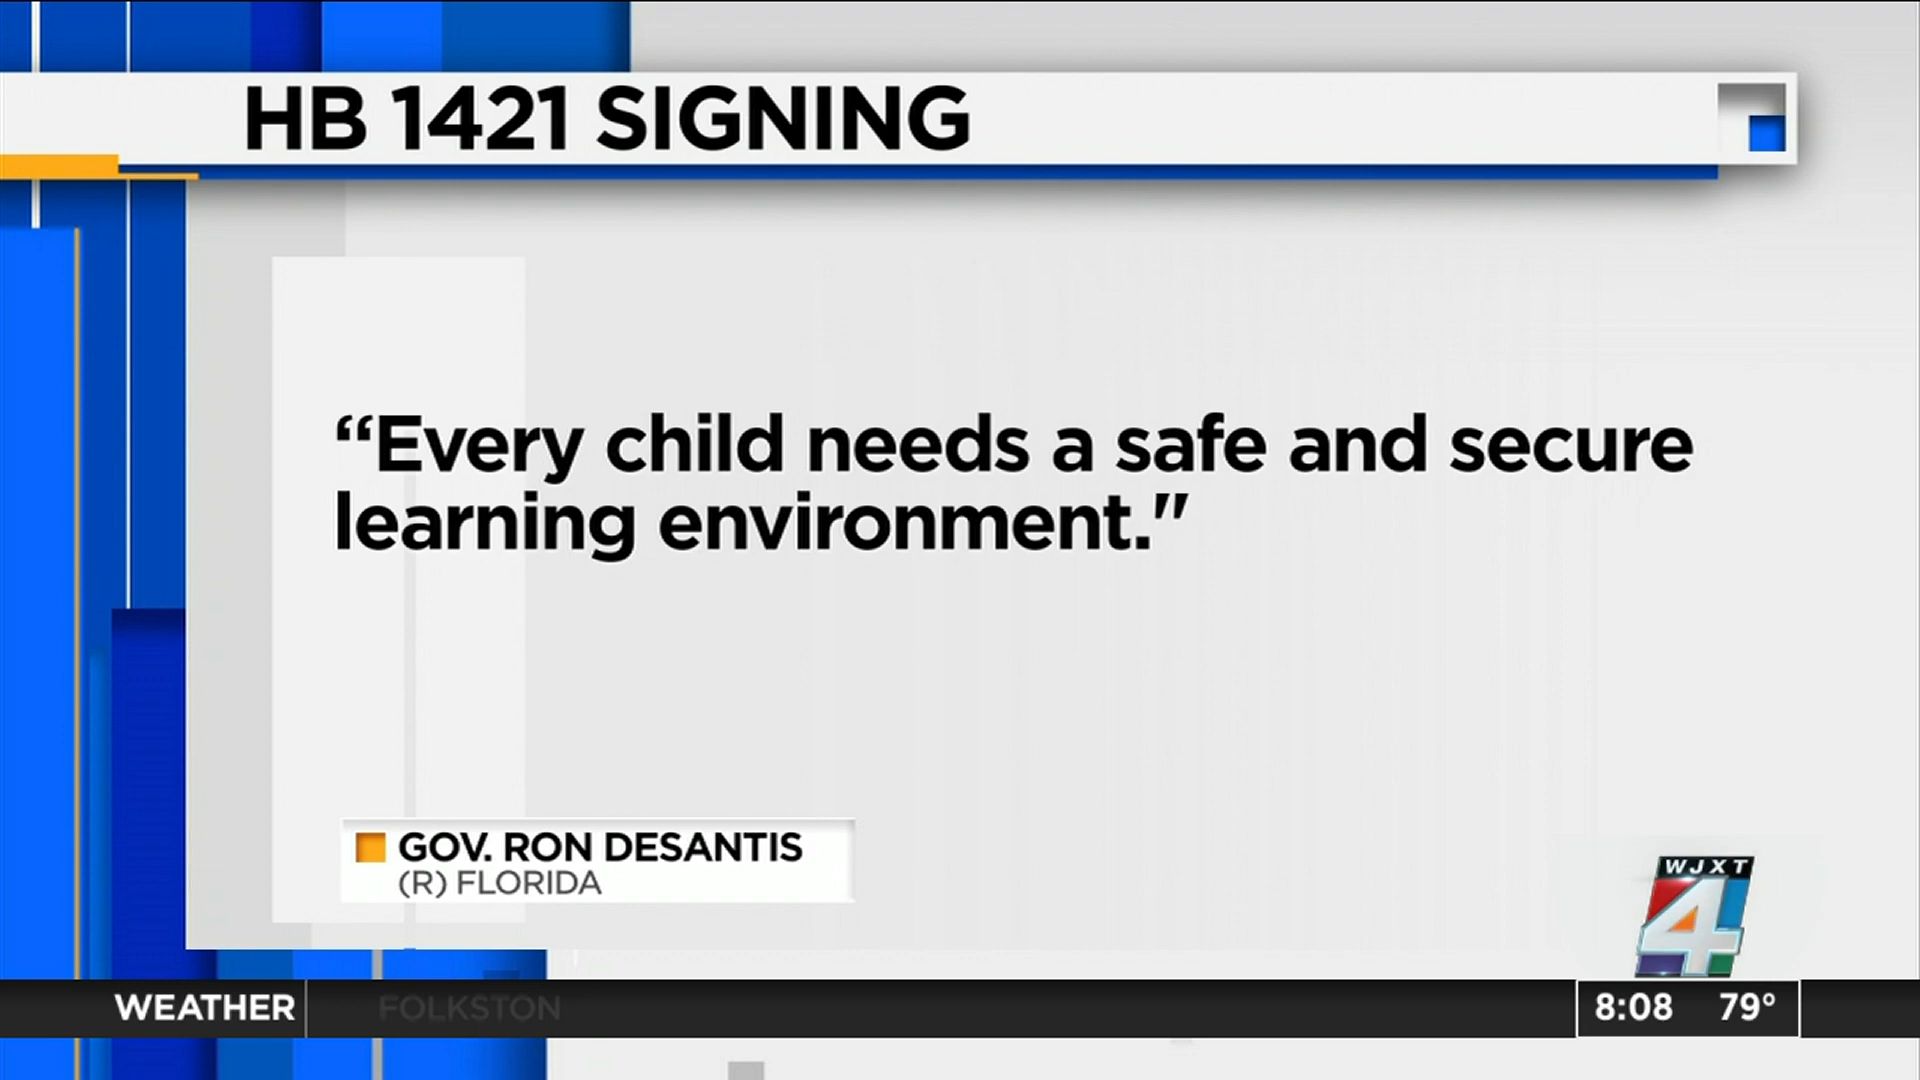 HB 1421 SIGNING
“Every child needs a safe and secure
learning environment."
GOV. RON DESANTIS
(R) FLORIDA
WJXT
4
WEATHER
FOLKSTON
8:08 79°